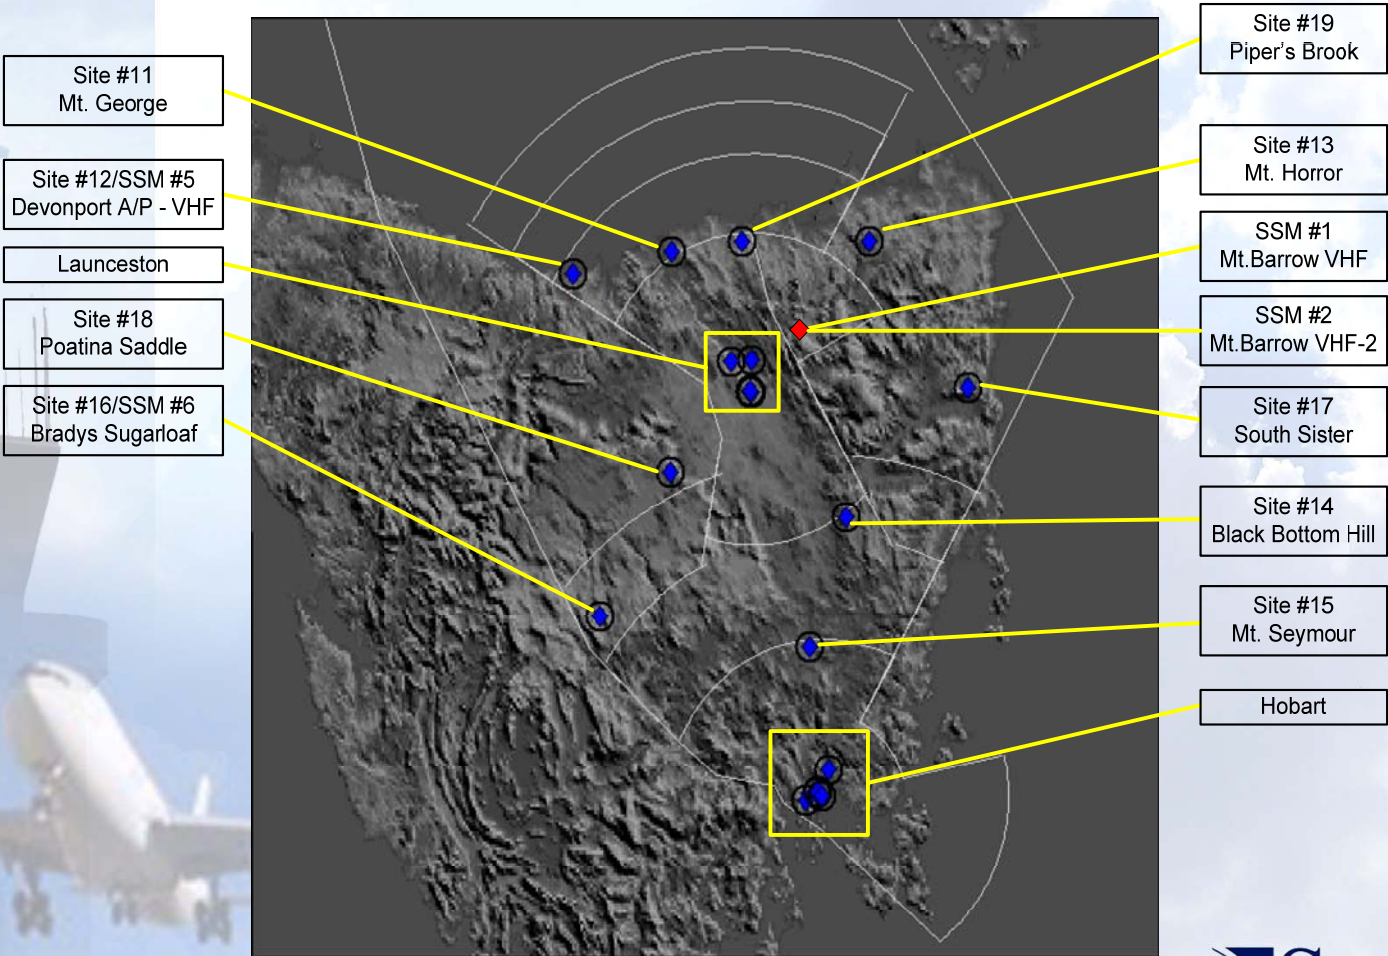 Site #11
Mt. George
Site #12/SSM #5
Devonport A/P - VHF
Launceston
Site #18
Poatina Saddle
Site #16/SSM #6
Bradys Sugarloaf
Site #19
Piper's Brook
Site #13
Mt. Horror
SSM #1
Mt.Barrow VHF
SSM #2
Mt.Barrow VHF-2
Site #17
South Sister
Site #14
Black Bottom Hill
Site #15
Mt. Seymour
Hobart